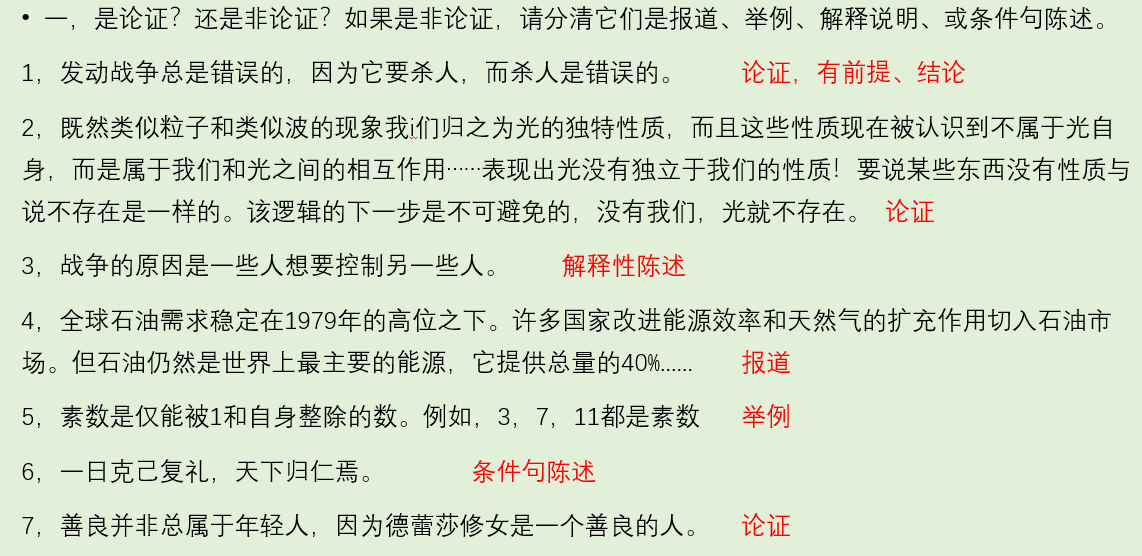 • 一，是论证？还是非论证？如果是非论证，请分清它们是报道、举例、解释说明、或条件句陈述。
1，发动战争总是错误的，因为它要杀人，而杀人是错误的。 论证，有前提、结论
2，既然类似粒子和类似波的现象我i们归之为光的独特性质，而且这些性质现在被认识到不属于光自
身，而是属于我们和光之间的相互作用……表现出光没有独立于我们的性质！要说某些东西没有性质与
说不存在是一样的。该逻辑的下一步是不可避免的，没有我们，光就不存在。 论证
3，战争的原因是一些人想要控制另一些人。 解释性陈述
4，全球石油需求稳定在1979年的高位之下。许多国家改进能源效率和天然气的扩充作用切入石油市
场。但石油仍然是世界上最主要的能源，它提供总量的40%...... 报道
5，素数是仅能被1和自身整除的数。例如，3，7，11都是素数 举例
6，一日克己复礼，天下归仁焉。 条件句陈述
7，善良并非总属于年轻人，因为德蕾莎修女是一个善良的人。 论证